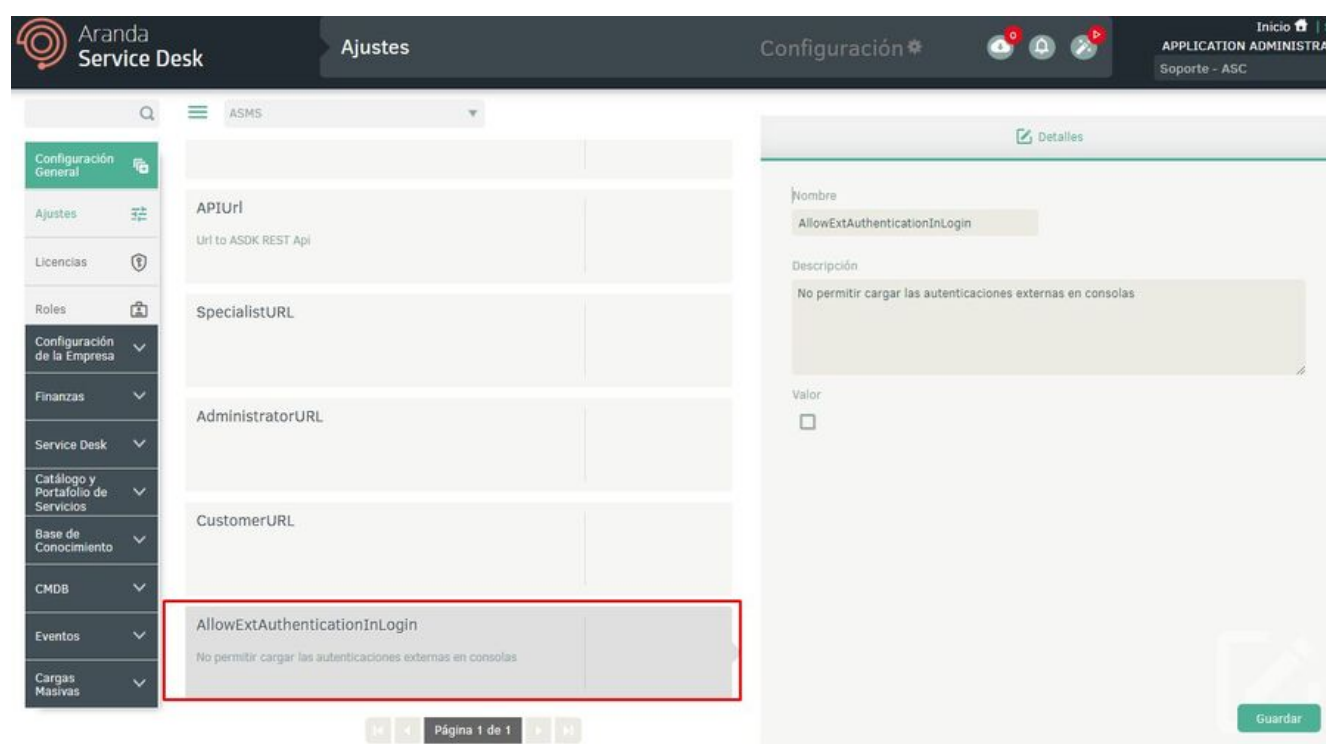 Aranda
Service Desk
Ajustes
Configuración
0
Inicio
APPLICATION ADMINISTRA
Soporte - ASC
ASMS
Configuración
General
Ajustes
Licencias
Roles
Configuración
de la Empresa
Finanzas
Service Desk
Catálogo y
Portafolio de
Servicios
Base de
Conocimiento
CMDB
Eventos
Cargas
Masivas
APIUrl
Url to ASDK REST Api
SpecialistURL
AdministratorURL
CustomerURL
AllowExtAuthenticationInLogin
No permitir cargar las autenticaciones externas en consolas
Página 1 de 1
Detalles
Nombre
AllowExtAuthenticationInLogin
Descripción
No permitir cargar las autenticaciones externas en consolas
Valor
Guardar